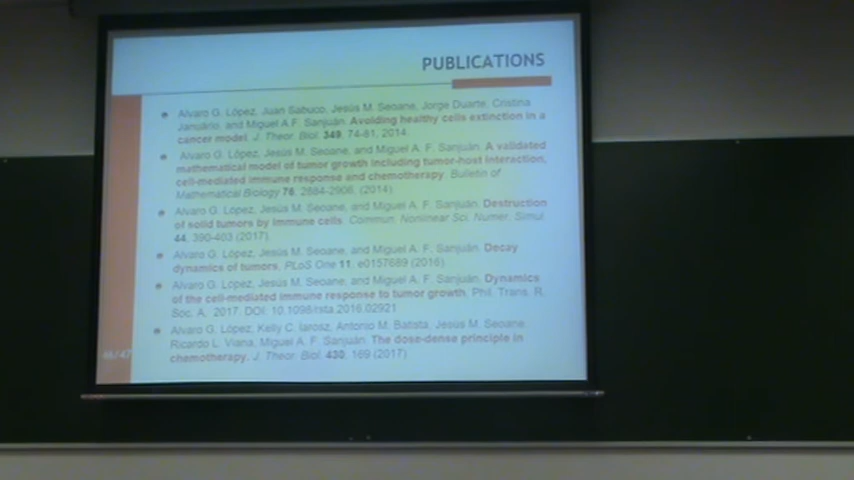 PUBLICATIONS
Alvaro G. López, Juan Sabuco, Jesús M. Seoane, Jorge Duarte, Cristina
Januário, and Miguel A.F. Sanjuán. Avoiding healthy cells extinction in a
cancer model. J. Theor. Biol. 349, 74-81, 2014.
Alvaro G. López, Jesús M. Seoane, and Miguel A. F. Sanjuán. A validated
mathematical model of tumor growth including tumor-host interaction,
cell-mediated immune response and chemotherapy. Bulletin of
Mathematical Biology 76, 2884-2906, (2014)
Alvaro G. López, Jesús M. Seoane, and Miguel A. F. Sanjuán. Destruction
of solid tumors by immune cells. Commun. Nonlinear Sci. Numer. Simul
44, 390-403 (2017).
Alvaro G. López, Jesús M. Seoane, and Miguel A. F. Sanjuán. Decay
dynamics of tumors, PLoS One 11, e0157689 (2016)
Alvaro G. López, Jesús M. Seoane, and Miguel A. F. Sanjuán. Dynamics
of the cell-mediated immune response to tumor growth, Phil. Trans. R.
Soc. A, 2017. DOI: 10.1098/rsta.2016.02921
Alvaro G. López, Kelly C. Iarosz, Antonio M. Batista, Jesús M. Seoane
Ricardo L. Viana, Miguel A. F. Sanjuán. The dose-dense principle in
chemotherapy. J. Theor. Biol. 430, 169 (2017)
46/47